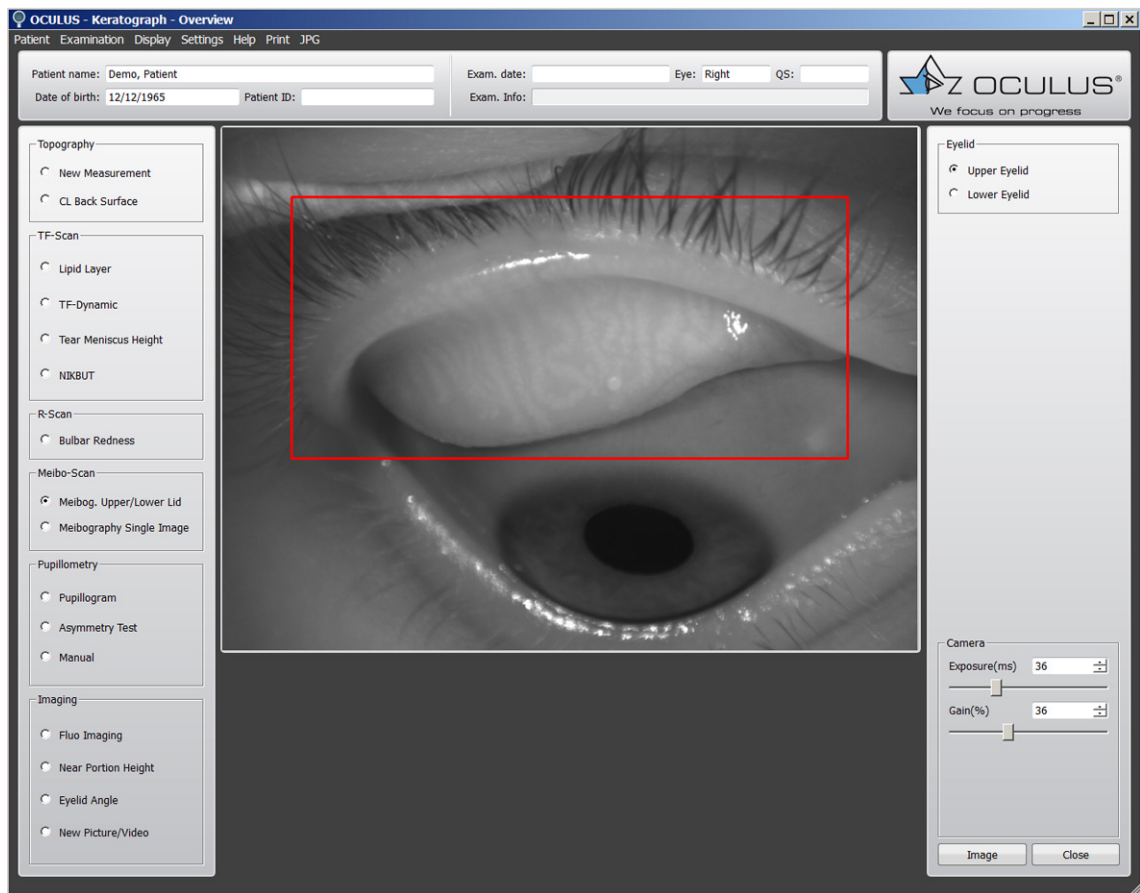 OCULUS - Keratograph - Overview
Patient Examination Display Settings Help Print JPG
Patient name: Demo, Patient
Exam. date: Eye: Right QS:
Date of birth: 12/12/1965 Patient ID:
Exam. Info:
OCULUS®
We focus on progress
Topography
New Measurement
CL Back Surface
TF-Scan
Lipid Layer
TF-Dynamic
Tear Meniscus Height
NIKBUT
R-Scan
Bulbar Redness
Meibo-Scan
Meibog. Upper/Lower Lid
Meibography Single Image
Pupillometry
Pupillogram
Asymmetry Test
Manual
Imaging
Fluo Imaging
Near Portion Height
Eyelid Angle
New Picture/Video
Eyelid
Upper Eyelid
Lower Eyelid
Camera
Exposure(ms) 36
Gain(%) 36
Image Close